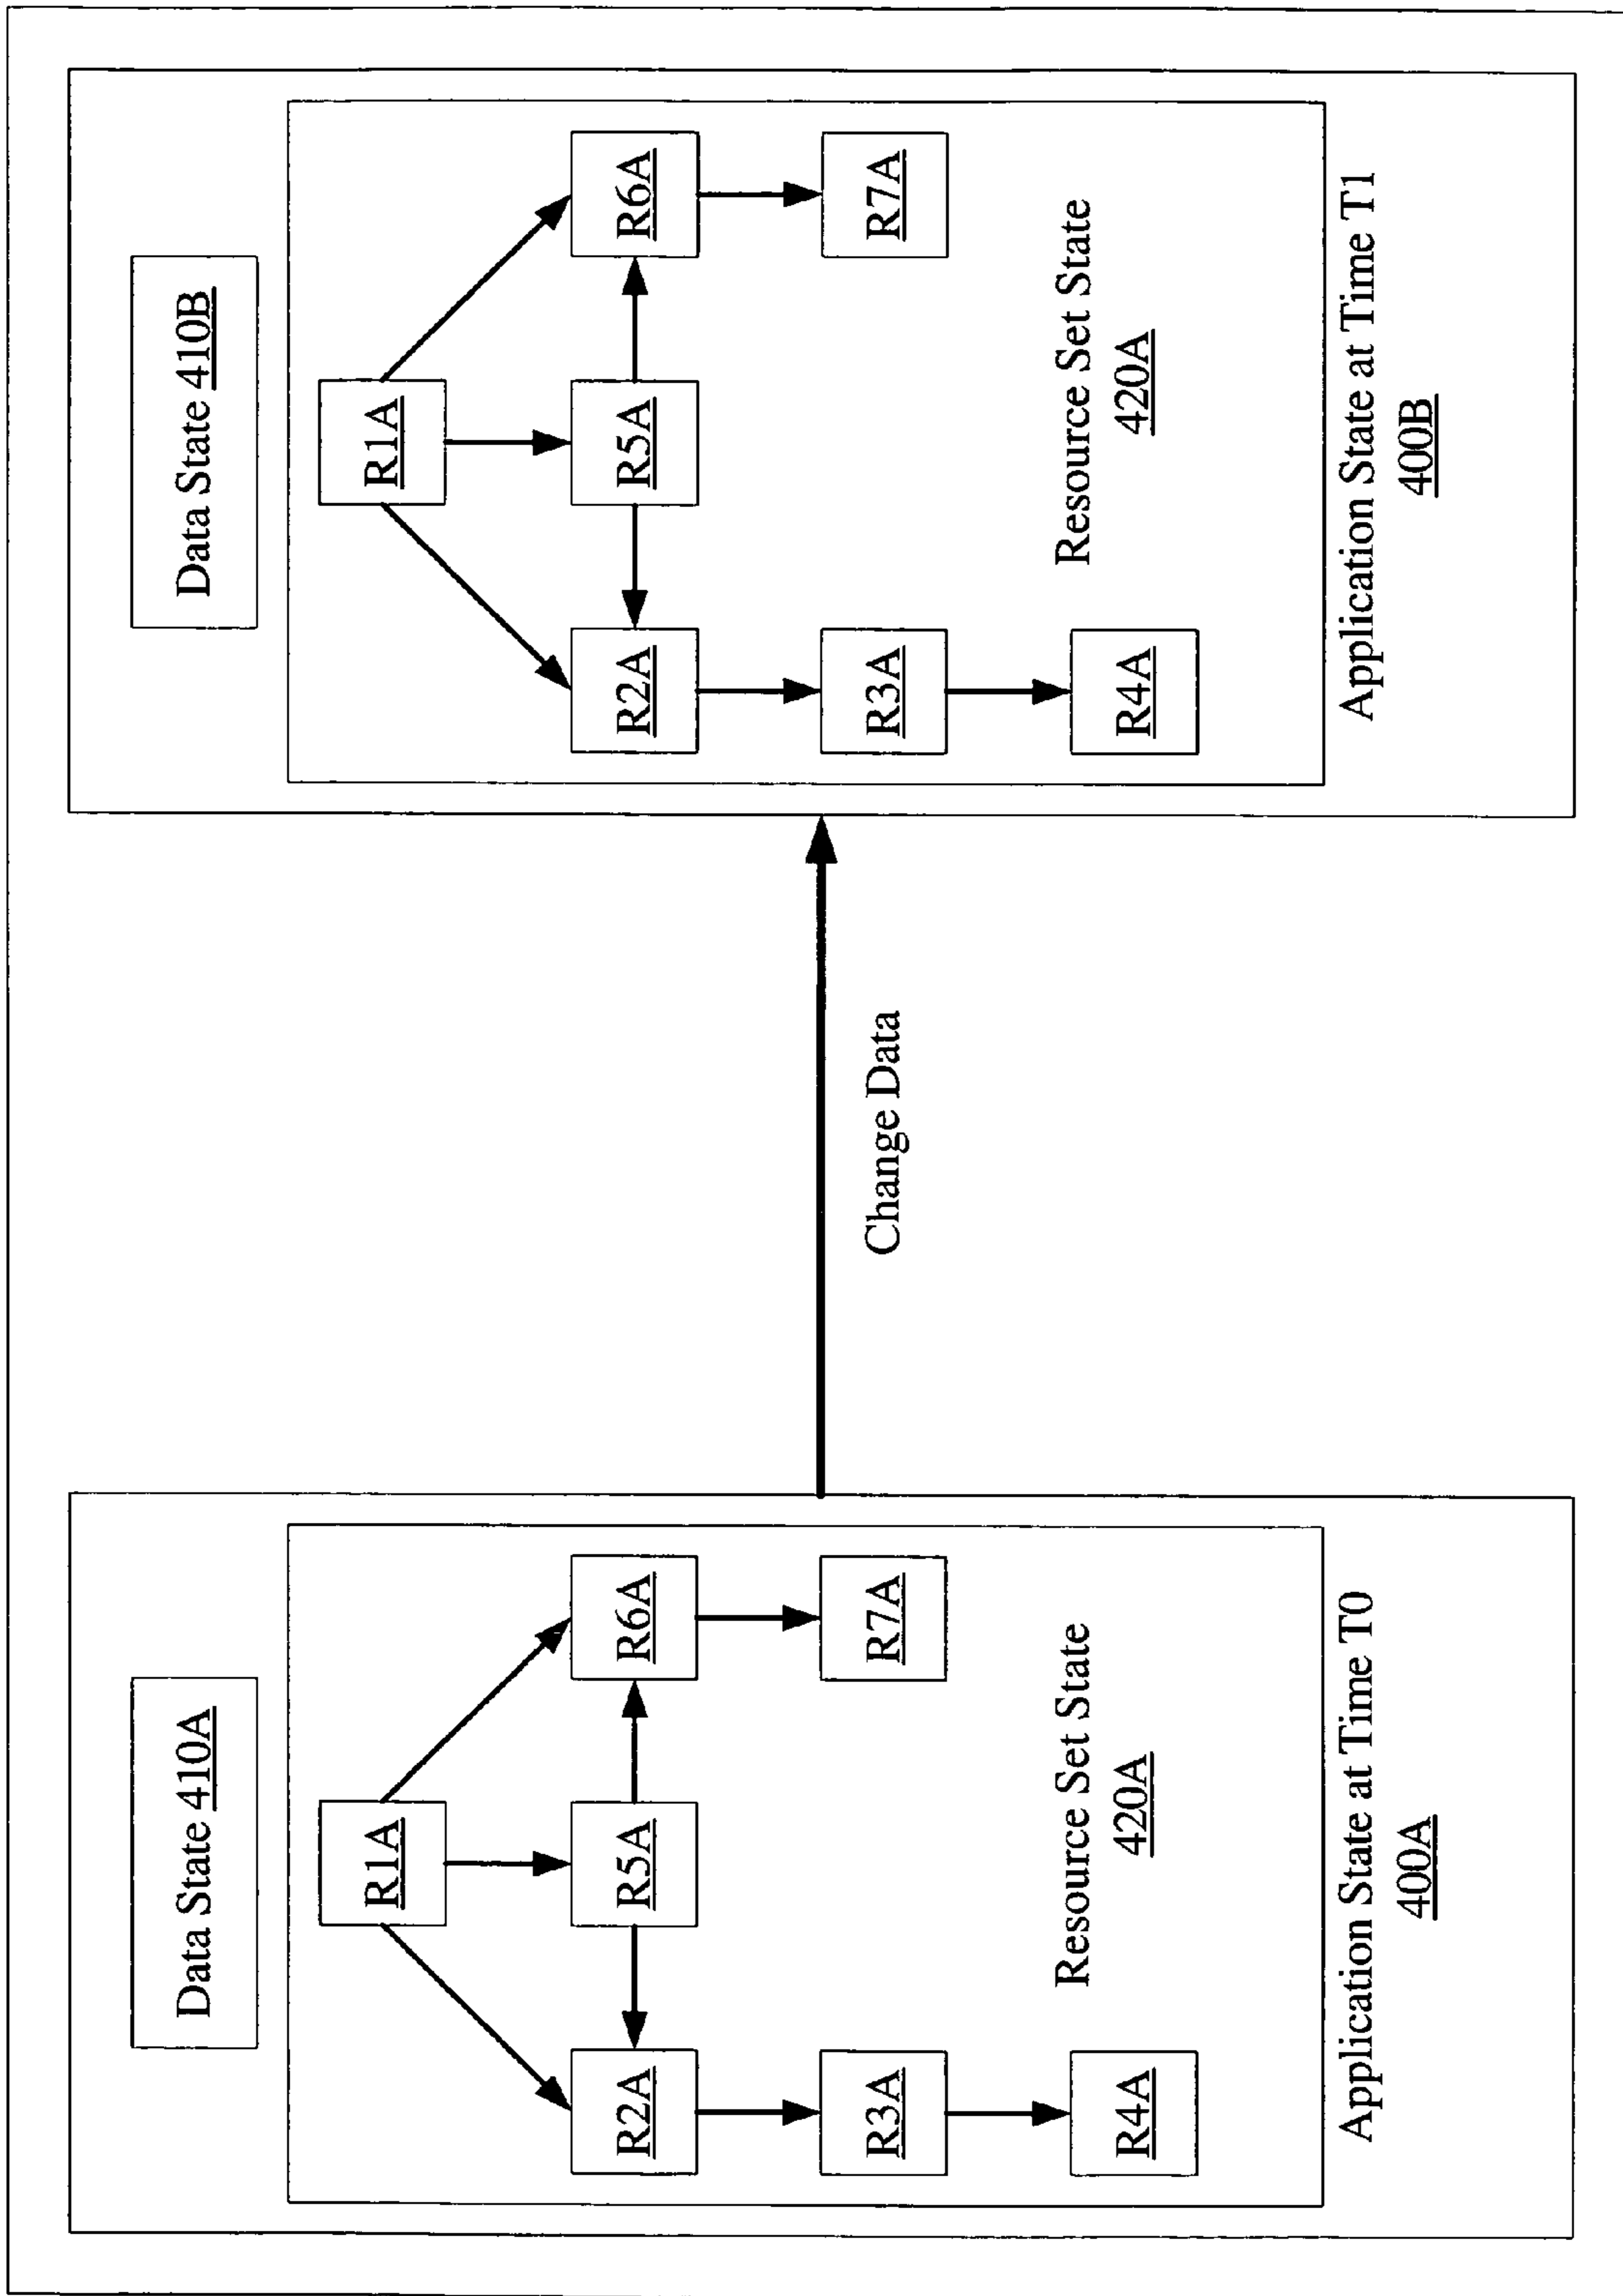 Data State 410A
R1A
R2A
R5A
R6A
R3A
R7A
R4A
Resource Set State
420A
Application State at Time T0
400A
Change Data
Data State 410B
R1A
R2A
R5A
R6A
R3A
R7A
R4A
Resource Set State
420A
Application State at Time T1
400B